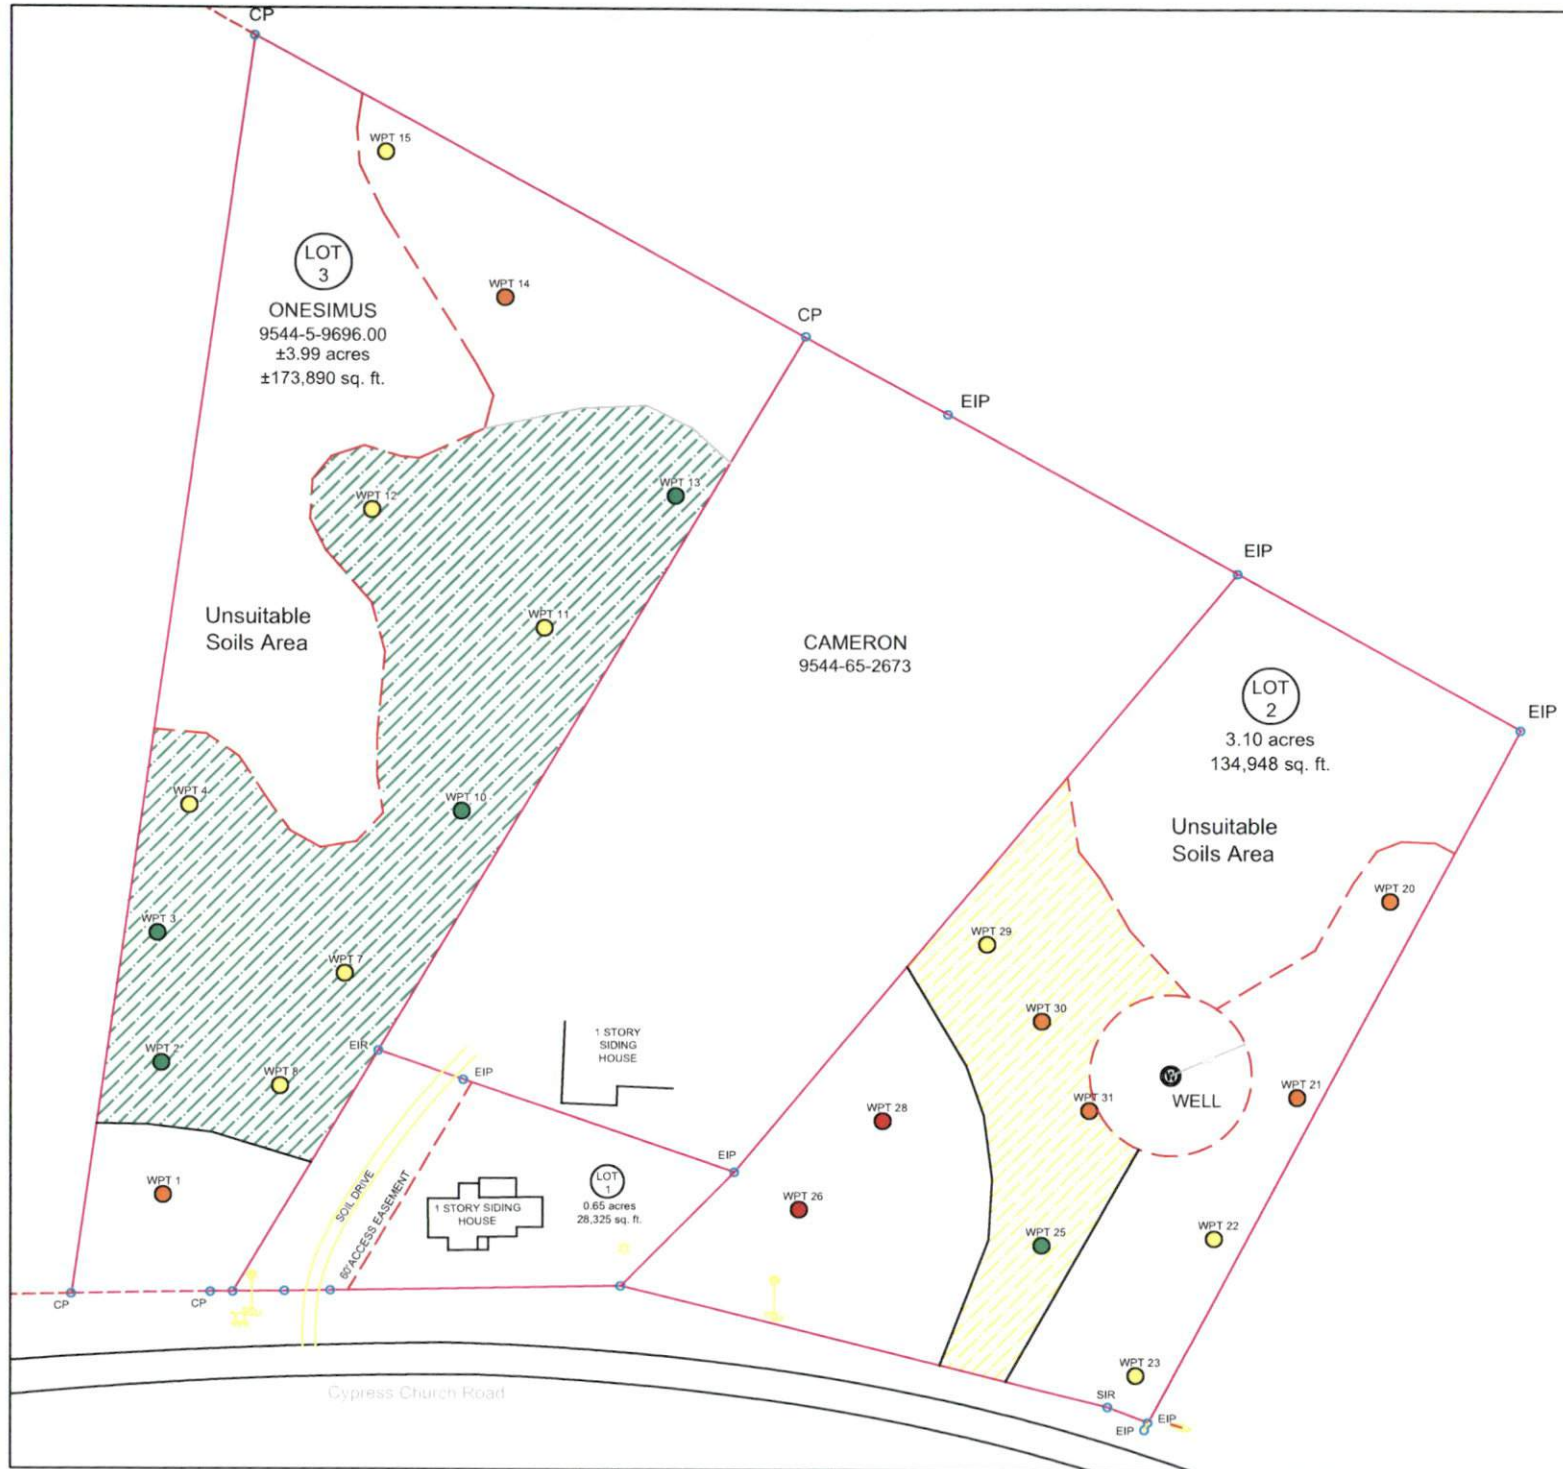 CP
WPT 15
LOT
3
ONESIMUS
9544-5-9696.00
±3.99 acres
±173,890 sq. ft.
WPT 14
CP
EIP
WPT 12
WPT 13
EIP
Unsuitable
Soils Area
WPT 11
CAMERON
9544-65-2673
LOT
2
3.10 acres
134,948 sq. ft.
EIP
WPT 4
WPT 10
Unsuitable
Soils Area
WPT 20
WPT 3
WPT 29
WPT 7
WPT 30
WPT 2
EIR
WPT 8
EIP
1 STORY
SIDING
HOUSE
WPT 28
WPT 31
WELL
WPT 21
WPT 1
SOIL DRIVE
60' ACCESS EASEMENT
1 STORY SIDING
HOUSE
LOT
1
0.65 acres
28,325 sq. ft.
EIP
WPT 26
WPT 25
WPT 22
CP
CP
WPT 23
Cypress Church Road
SIR
EIP
EIP